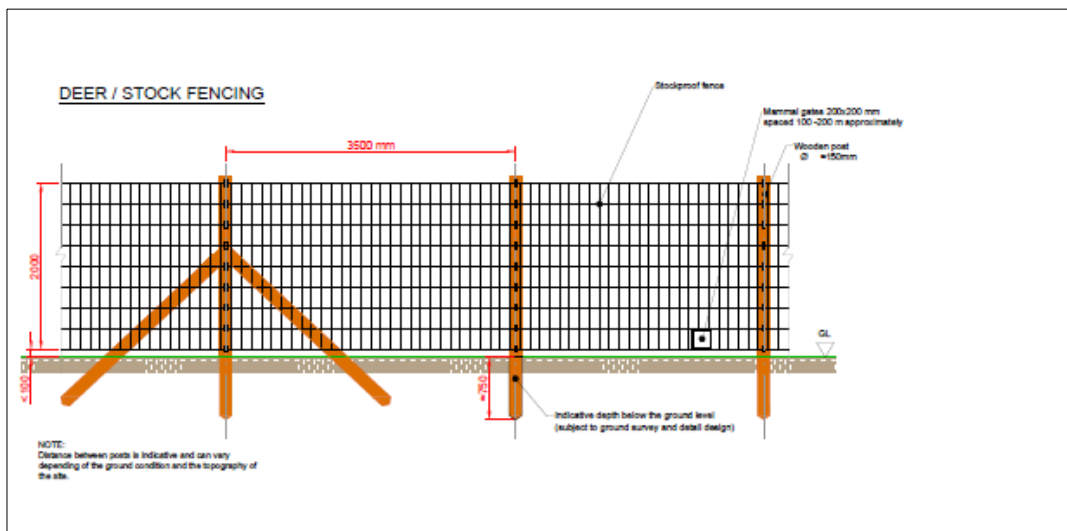 DEER / STOCK FENCING
Stockproof fence
Mammal gates 200x200 mm
spaced 100 -200 m approximately
3500 mm
Wooden post
Ø ≈150mm
2000
GL
<100
≈750
Indicative depth below the ground level
(subject to ground survey and detail design)
NOTE:
Distance between posts is indicative and can vary
depending of the ground condition and the topography of
the site.